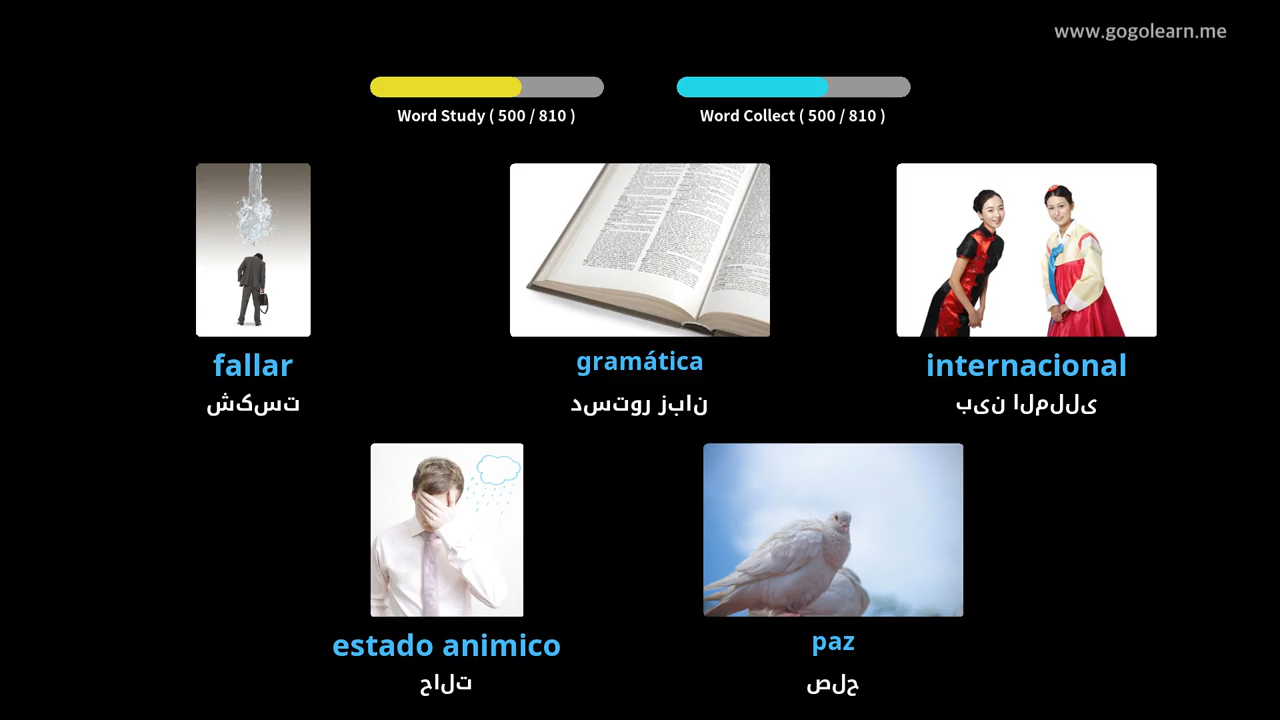 www.gogolearn.me
Word Study ( 500 / 810 )
Word Collect ( 500 / 810 )
fallar
شکست
gramática
دستور زبان
internacional
بین المللی
estado animico
حالت
paz
صلح